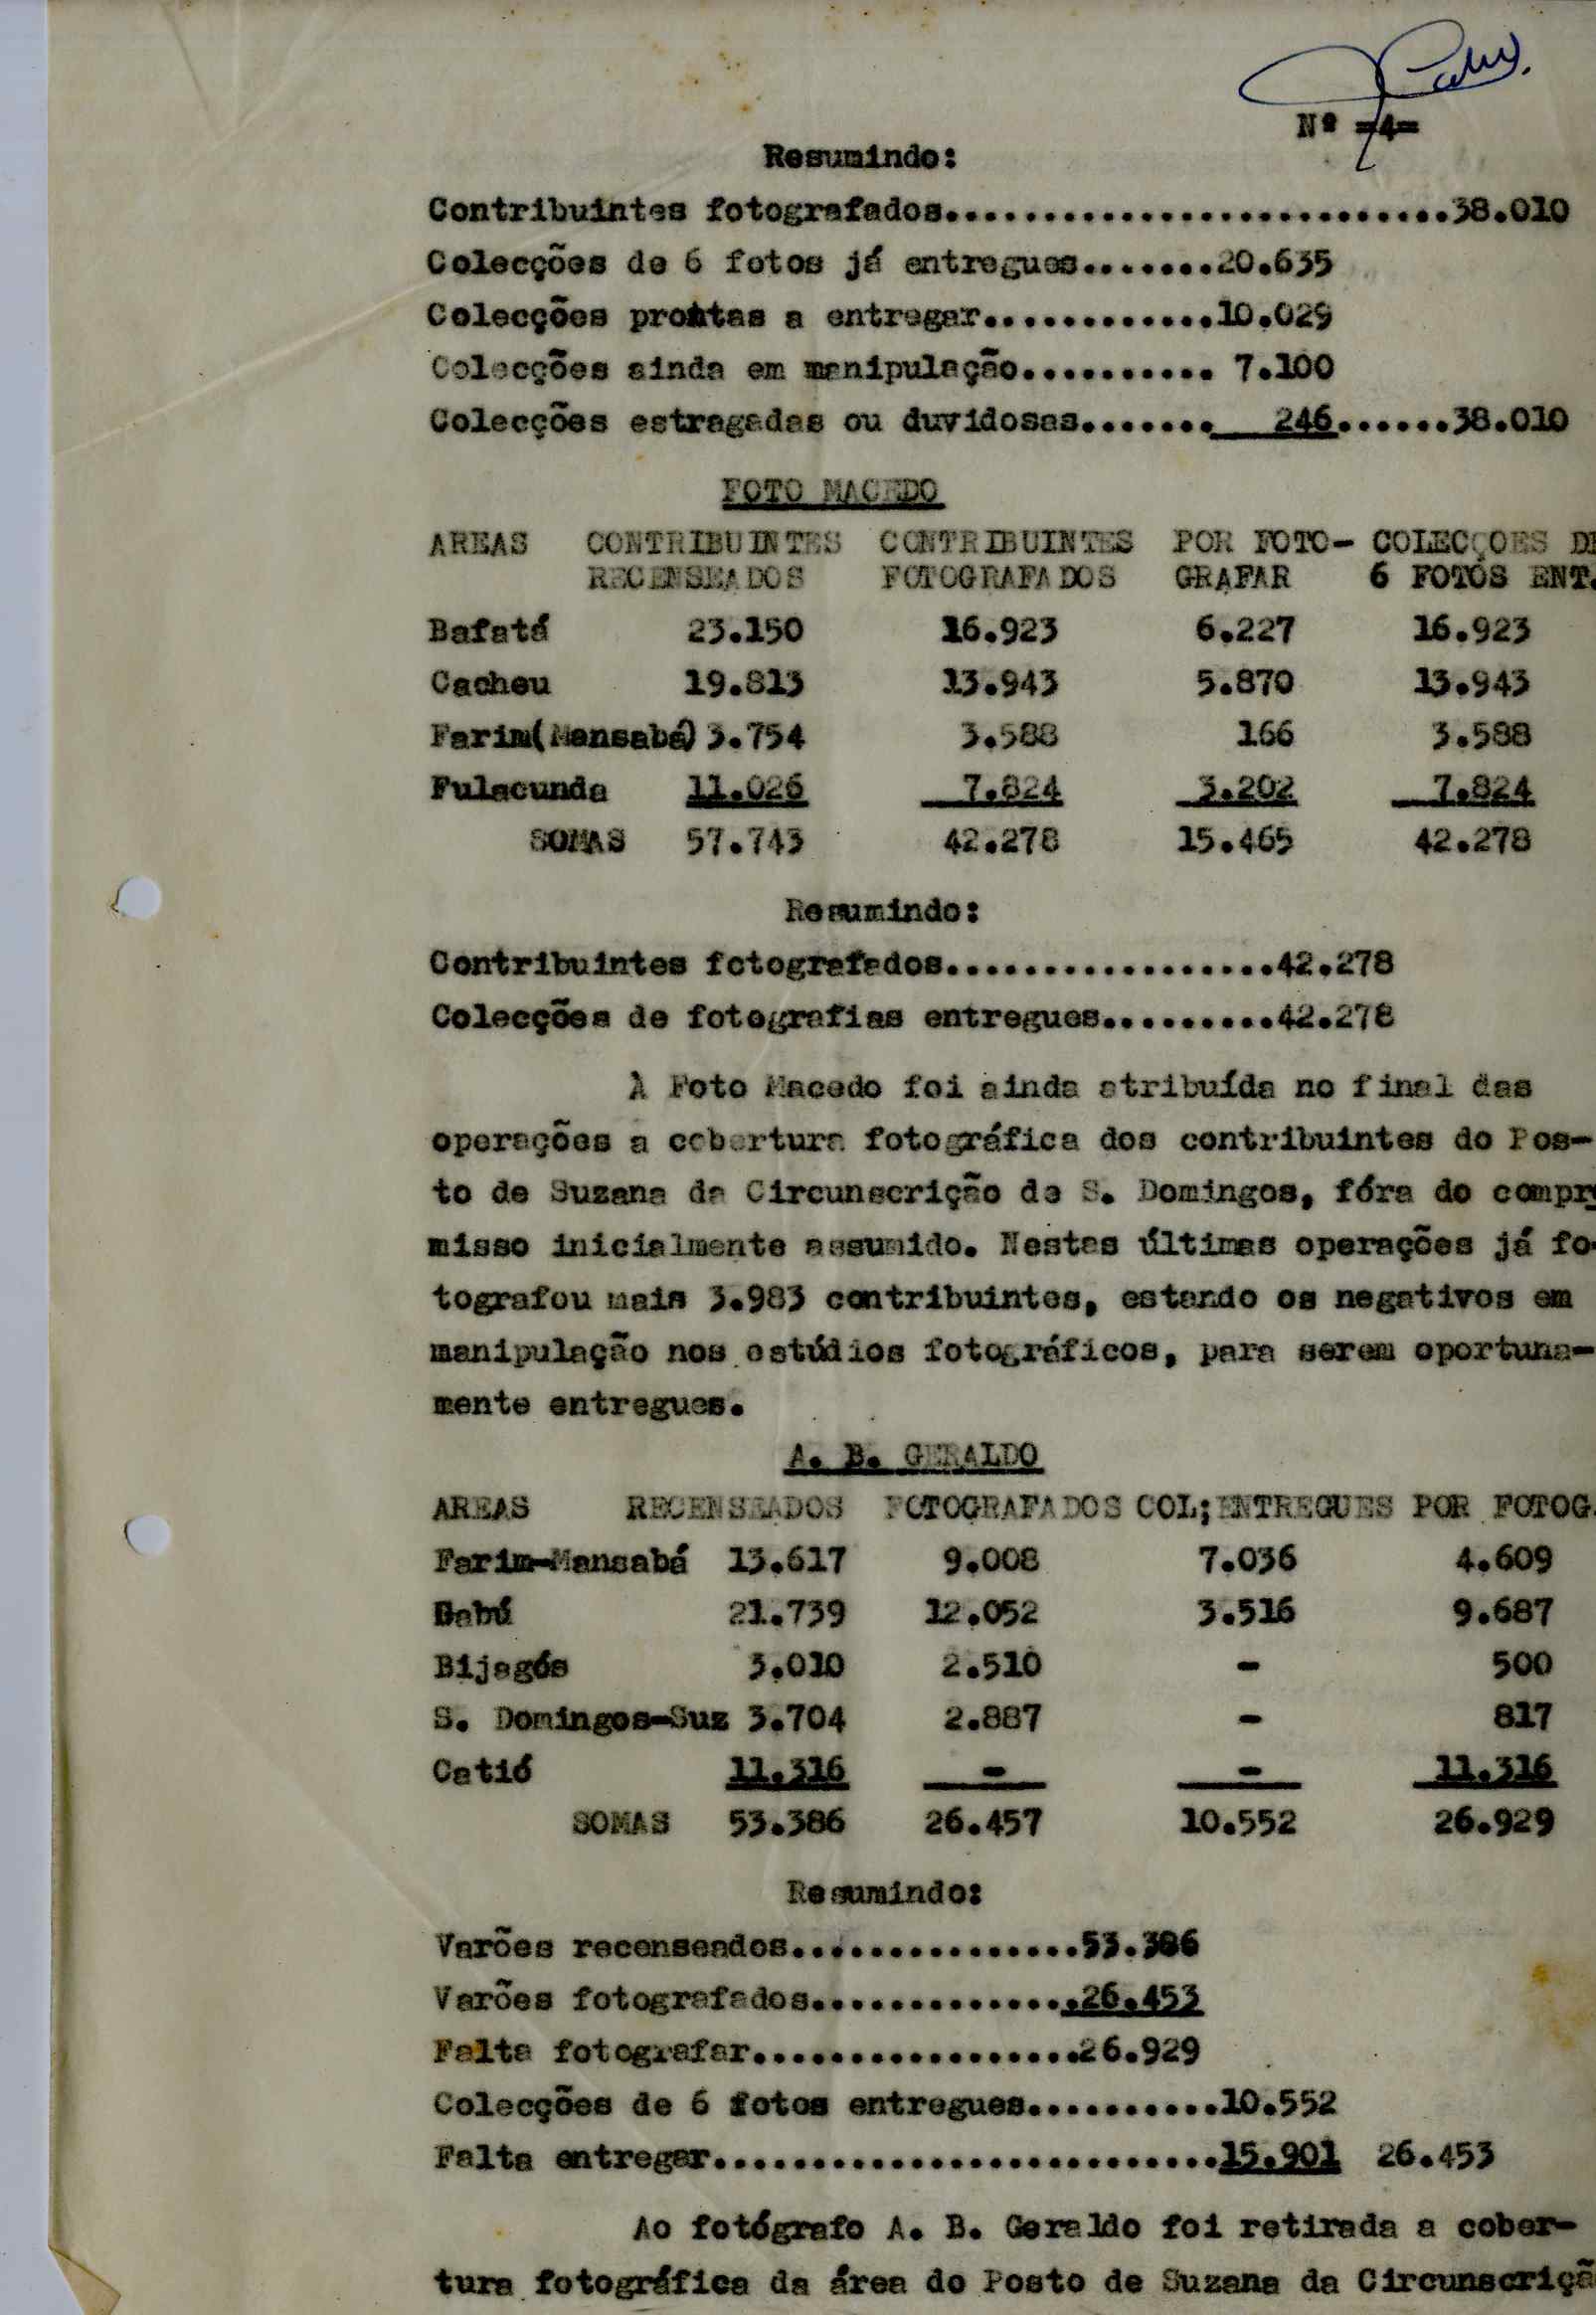 Nº =4=
Resumindo:
Contribuintes fotografados..........................38.010
Colecções de 6 fotos já entregues.......20.635
Colecções prontas a entregar............10.029
Colecções ainda em manipulação.......... 7.100
Colecções estragadas ou duvidosas....... 246......38.010
FOTO MACEDO
AREAS CONTRIBUINTES CONTRIBUINTES POR FOTO- COLECÇOES DE
RECENSEADOS FOTOGRAFADOS GRAFAR 6 FOTOS ENT.
Bafatá 23.150 16.923 6.227 16.923
Cacheu 19.813 13.943 5.870 13.943
Farim(Mansabá) 3.754 3.588 166 3.588
Fulacunda 11.026 7.824 3.202 7.824
SOMAS 57.743 42.278 15.465 42.278
Resumindo:
Contribuintes fotografados.................42.278
Colecções de fotografias entregues.........42.278
À Foto Macedo foi ainda atribuída no final das
operações a cobertura fotográfica dos contribuintes do Pos-
to de Suzana da Circunscrição de S. Domingos, fóra do compr
misso inicialmente assumido. Nestas últimas operações já fo-
tografou mais 3.983 contribuintes, estando os negativos em
manipulação nos estúdios fotográficos, para serem oportuna-
mente entregues.
A. B. GERALDO
AREAS RECENSEADOS FOTOGRAFADOS COL;ENTREGUES POR FOTOG.
Farim-Mansabá 13.617 9.008 7.036 4.609
Gabú 21.739 12.052 3.516 9.687
Bijagós 3.010 2.510 - 500
S. Domingos-Suz 3.704 2.887 - 817
Catió 11.316 - - 11.316
SOMAS 53.386 26.457 10.552 26.929
Resumindo:
Varões recenseados...............53.386
Varões fotografados..............26.453
Falta fotografar.................26.929
Colecções de 6 fotos entregues..........10.552
Falta entregar..........................15.901 26.453
Ao fotógrafo A. B. Geraldo foi retirada a cober-
tura fotográfica da área do Posto de Suzana da Circunscriçã